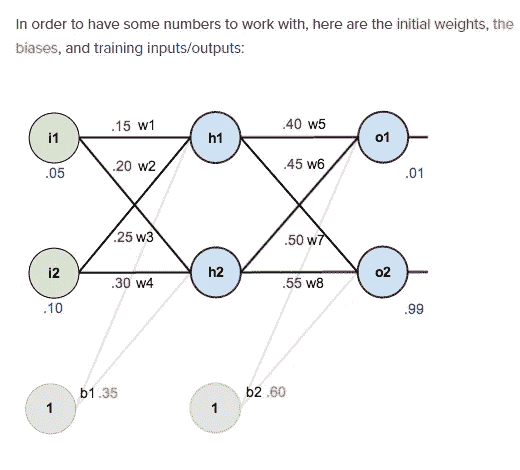 In order to have some numbers to work with, here are the initial weights, the
biases, and training inputs/outputs:
.15 w1
.40 w5
i1
h1
o1
.05
.20 w2
.45 w6
.01
.25 w3
.50 w7
i2
h2
o2
.10
.30 w4
.55 w8
.99
b1 .35
b2 .60
1
1